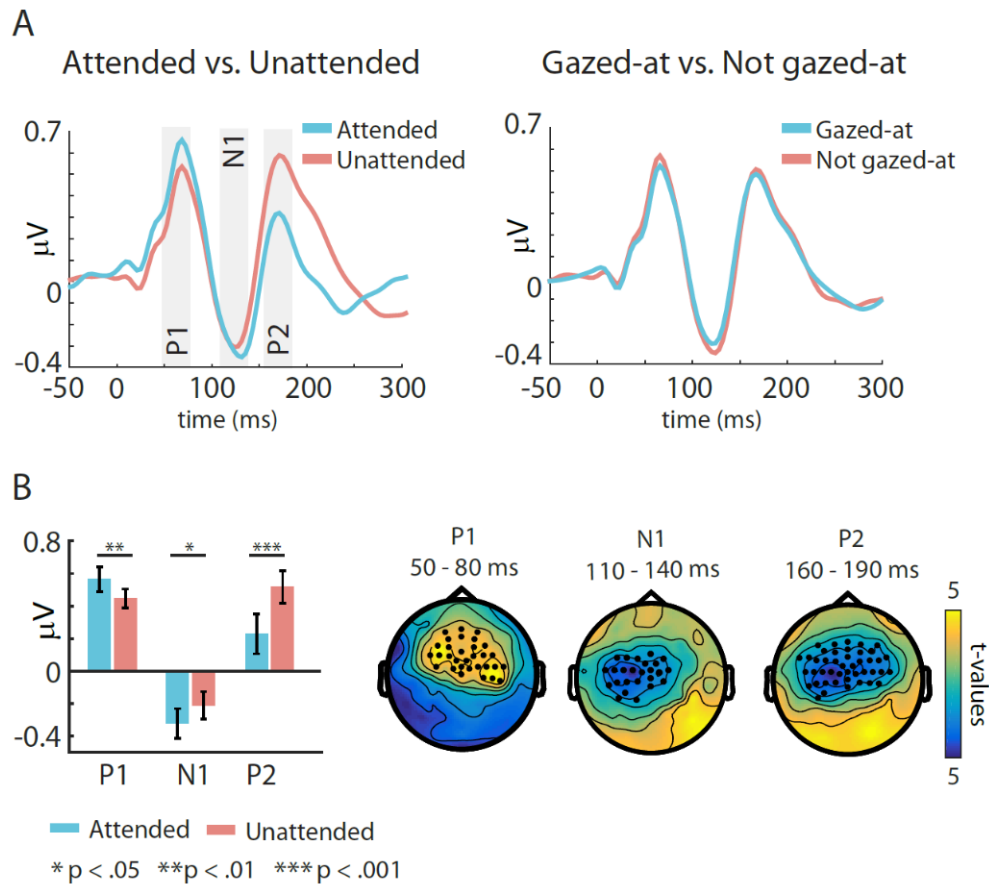 A
Attended vs. Unattended
0.7
μV
0
-0.4
Attended
Unattended
P1
N1
P2
-50 0 100 200 300
time (ms)
Gazed-at vs. Not gazed-at
0.7
μV
0
-0.4
Gazed-at
Not gazed-at
-50 0 100 200 300
time (ms)
B
0.8
μV
0
-0.4
** * ***
P1 N1 P2
Attended Unattended
* p < .05 **p < .01 ***p < .001
P1
50 - 80 ms
N1
110 - 140 ms
P2
160 - 190 ms
5
t-values
5